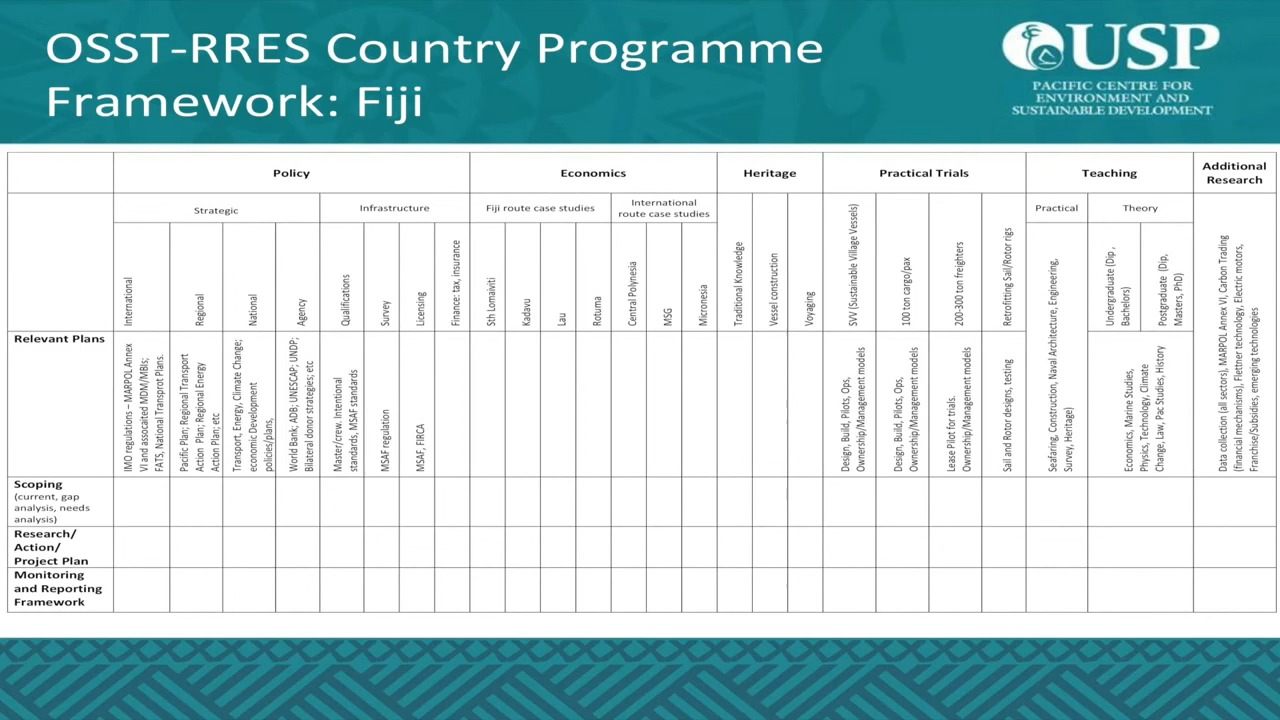 OSST-RRES Country Programme
Framework: Fiji
USP
PACIFIC CENTRE FOR
ENVIRONMENT AND
SUSTAINABLE DEVELOPMENT
Policy
Economics
Heritage
Practical Trials
Teaching
Additional
Research
Strategic
Infrastructure
Fiji route case studies
International
route case studies
Practical
Theory
International
Regional
National
Agency
Qualifications
Survey
Licensing
Finance: tax, insurance
Sth Lomaiviti
Kadavu
Lau
Rotuma
Central Polynesia
MSG
Micronesia
Traditional Knowledge
Vessel construction
Voyaging
SVV (Sustainable Village Vessels)
100 ton cargo/pax
200-300 ton freighters
Retrofitting Sail/Rotor rigs
Undergraduate (Dip ,
Bachelors)
Postgraduate (Dip,
Masters, PhD)
Relevant Plans
IMO regulations – MARPOL Annex
VI and assocated MDM/MBIs;
FATS, National Transprot Plans.
Pacific Plan; Regional Transport
Action Plan; Regional Energy
Action Plan; etc
Transport, Energy, Climate Change;
economic Development
policies/plans,
World Bank; ADB; UNESCAP; UNDP;
Bilateral donor strategies; etc
Master/crew. Intentional
standards, MSAF standards
MSAF regulation
MSAF, FIRCA
Design, Build, Pilots, Ops,
Ownership/Management models
Design, Build, Pilots, Ops,
Ownership/Management models
Lease Pilot for trials.
Ownership/Management models
Sail and Rotor designs, testing
Seafaring, Construction, Naval Architecture, Engineering,
Survey, Heritage)
Economics, Marine Studies,
Physics, Technology, Climate
Change, Law, Pac Studies, History
Data collection (all sectors), MARPOL Annex VI, Carbon Trading
(financial mechanisms), Flettner technology, Electric motors,
Franchise/Subsidies, emerging technologies
Scoping
(current, gap
analysis, needs
analysis)
Research/
Action/
Project Plan
Monitoring
and Reporting
Framework